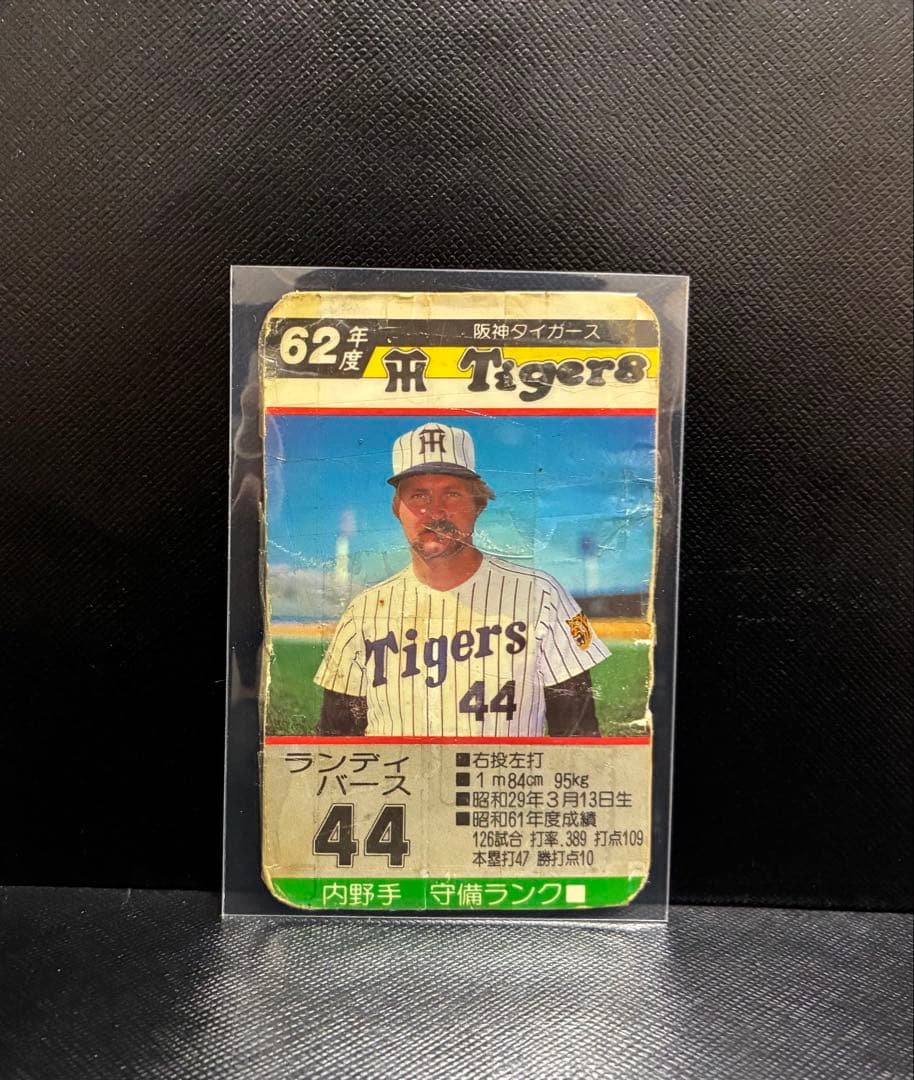 62年度
阪神タイガース
HT Tigers
HT
Tigers
44
ランディ
バース
44
■右投左打
■1m84cm 95kg
■昭和29年3月13日生
■昭和61年度成績
126試合 打率.389 打点109
本塁打47 勝打点10
内野手 守備ランク■